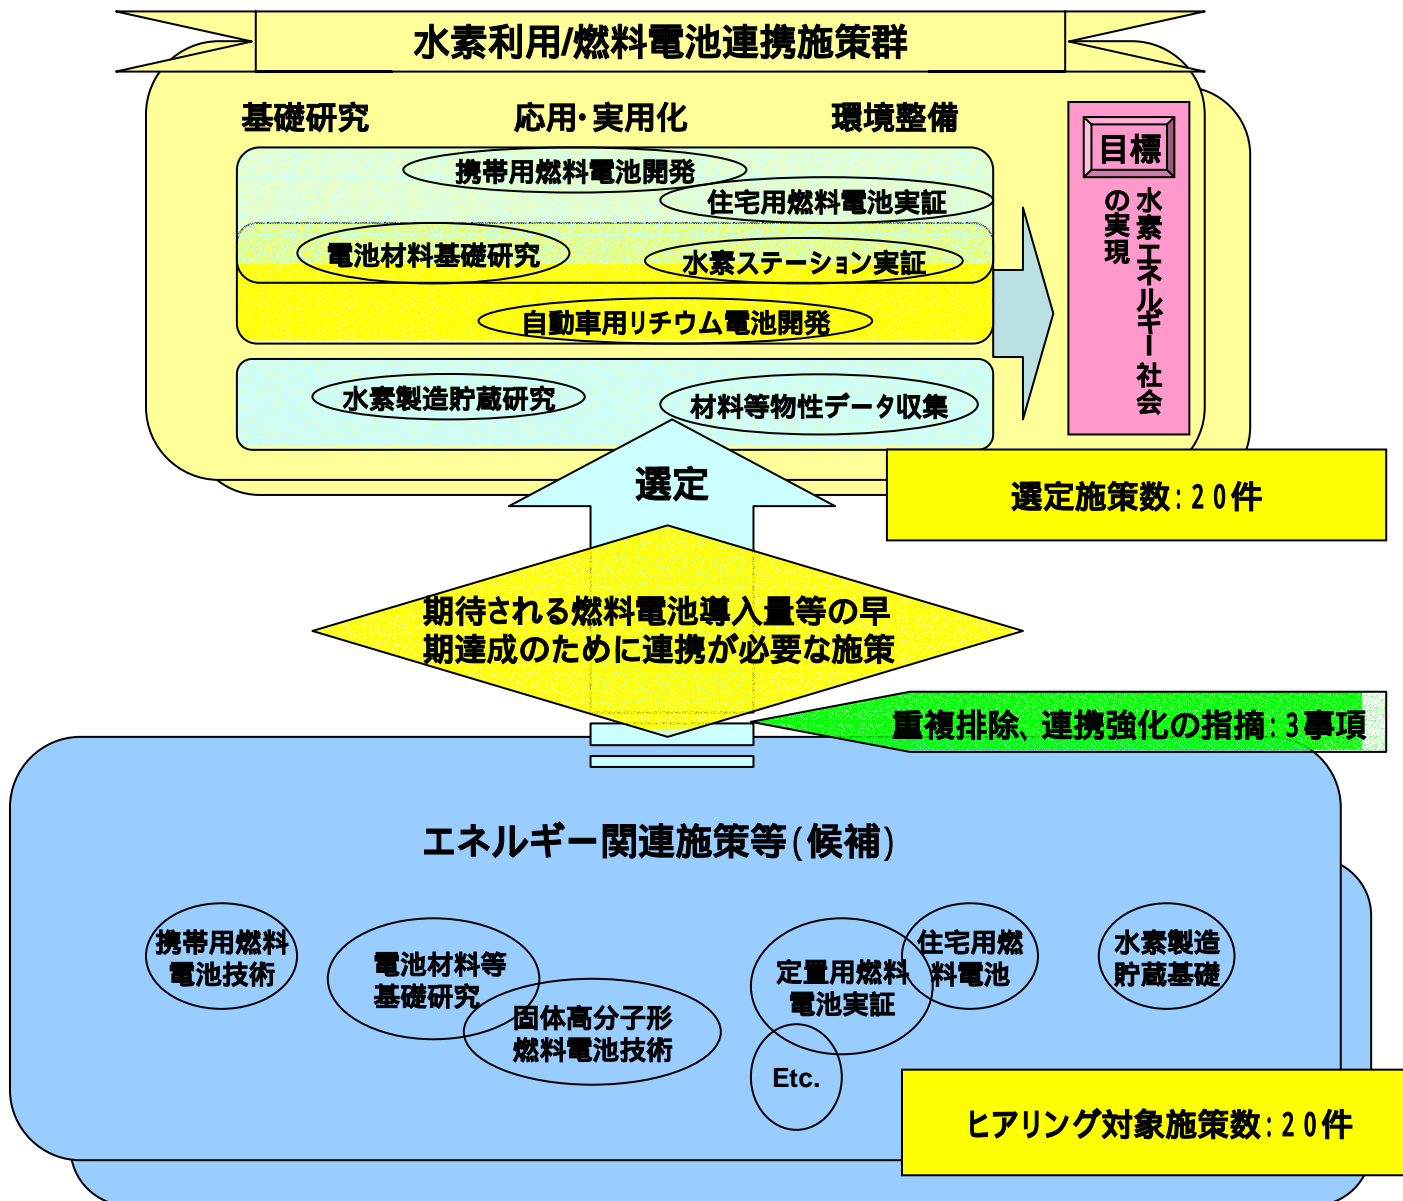 水素利用/燃料電池連携施策群
基礎研究
応用・実用化
環境整備
目標
水素エネルギー社会
の実現
携帯用燃料電池開発
住宅用燃料電池実証
電池材料基礎研究
水素ステーション実証
自動車用リチウム電池開発
水素製造貯蔵研究
材料等物性データ収集
選定
選定施策数:20件
期待される燃料電池導入量等の早
期達成のために連携が必要な施策
重複排除、連携強化の指摘:3事項
エネルギー関連施策等(候補)
携帯用燃料
電池技術
電池材料等
基礎研究
固体高分子形
燃料電池技術
定置用燃料
電池実証
住宅用燃
料電池
水素製造
貯蔵基礎
Etc.
ヒアリング対象施策数:20件